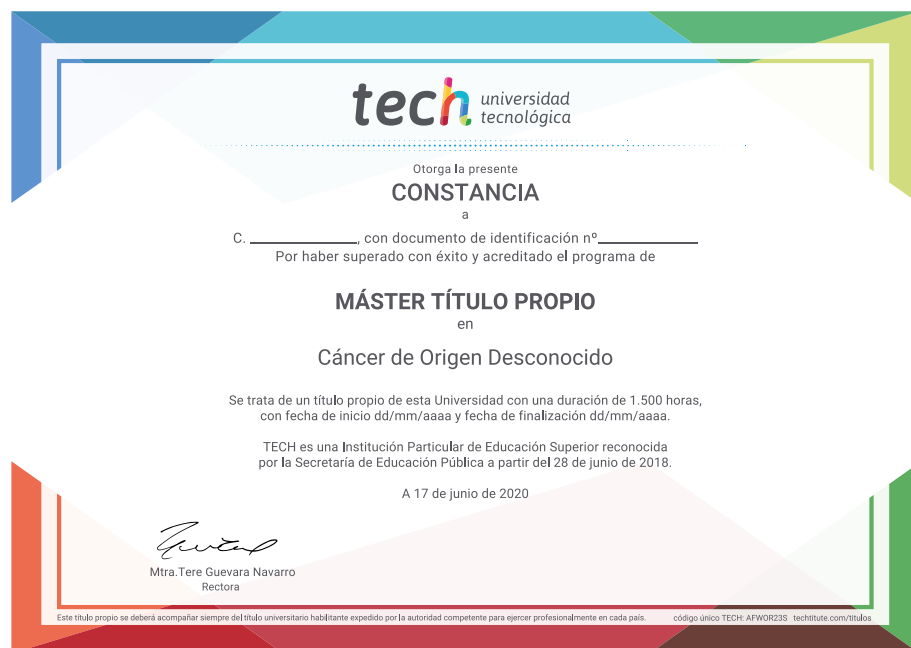 tech universidad
tecnológica
Otorga la presente
CONSTANCIA
a
C. ____________, con documento de identificación nº____________
Por haber superado con éxito y acreditado el programa de
MÁSTER TÍTULO PROPIO
en
Cáncer de Origen Desconocido
Se trata de un título propio de esta Universidad con una duración de 1.500 horas,
con fecha de inicio dd/mm/aaaa y fecha de finalización dd/mm/aaaa.
TECH es una Institución Particular de Educación Superior reconocida
por la Secretaría de Educación Pública a partir del 28 de junio de 2018.
A 17 de junio de 2020
Mtra.Tere Guevara Navarro
Rectora
Este título propio se deberá acompañar siempre del título universitario habilitante expedido por la autoridad competente para ejercer profesionalmente en cada país. código único TECH: AFWOR23S techtitute.com/titulos